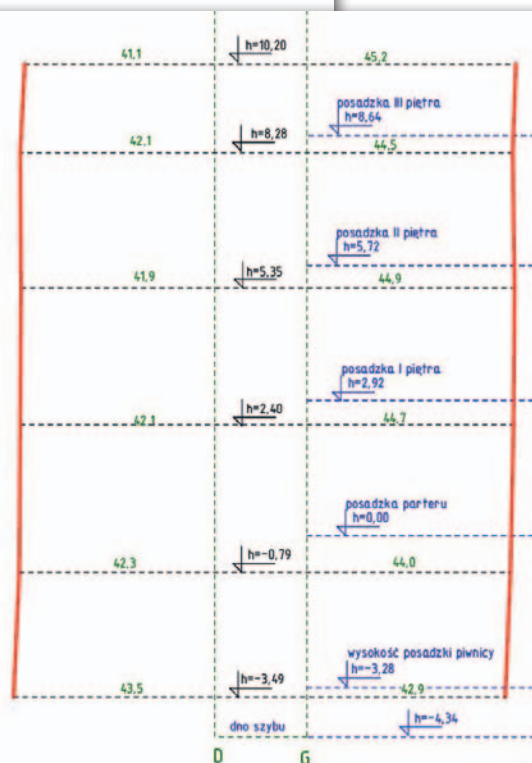 h=10,20
41,1
45,2
posadzka III piętra
h=8,64
h=8,28
42,1
44,5
posadzka II piętra
h=5,72
h=5,35
41,9
44,9
posadzka I piętra
h=2,92
h=2,40
42,1
44,7
posadzka parteru
h=0,00
h=-0,79
42,3
44,0
wysokość posadzki piwnicy
h=-3,28
h=-3,49
43,5
42,9
dno szybu
h=-4,34
D
G